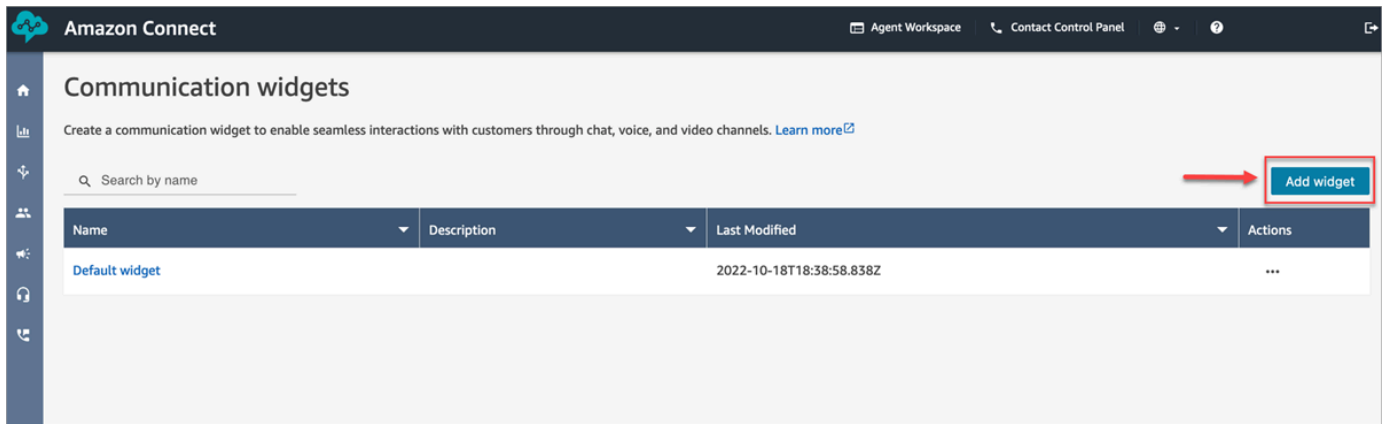 Amazon Connect
Agent Workspace
Contact Control Panel
Communication widgets
Create a communication widget to enable seamless interactions with customers through chat, voice, and video channels. Learn more
Search by name
Add widget
Name
Description
Last Modified
Actions
Default widget
2022-10-18T18:38:58.838Z
...